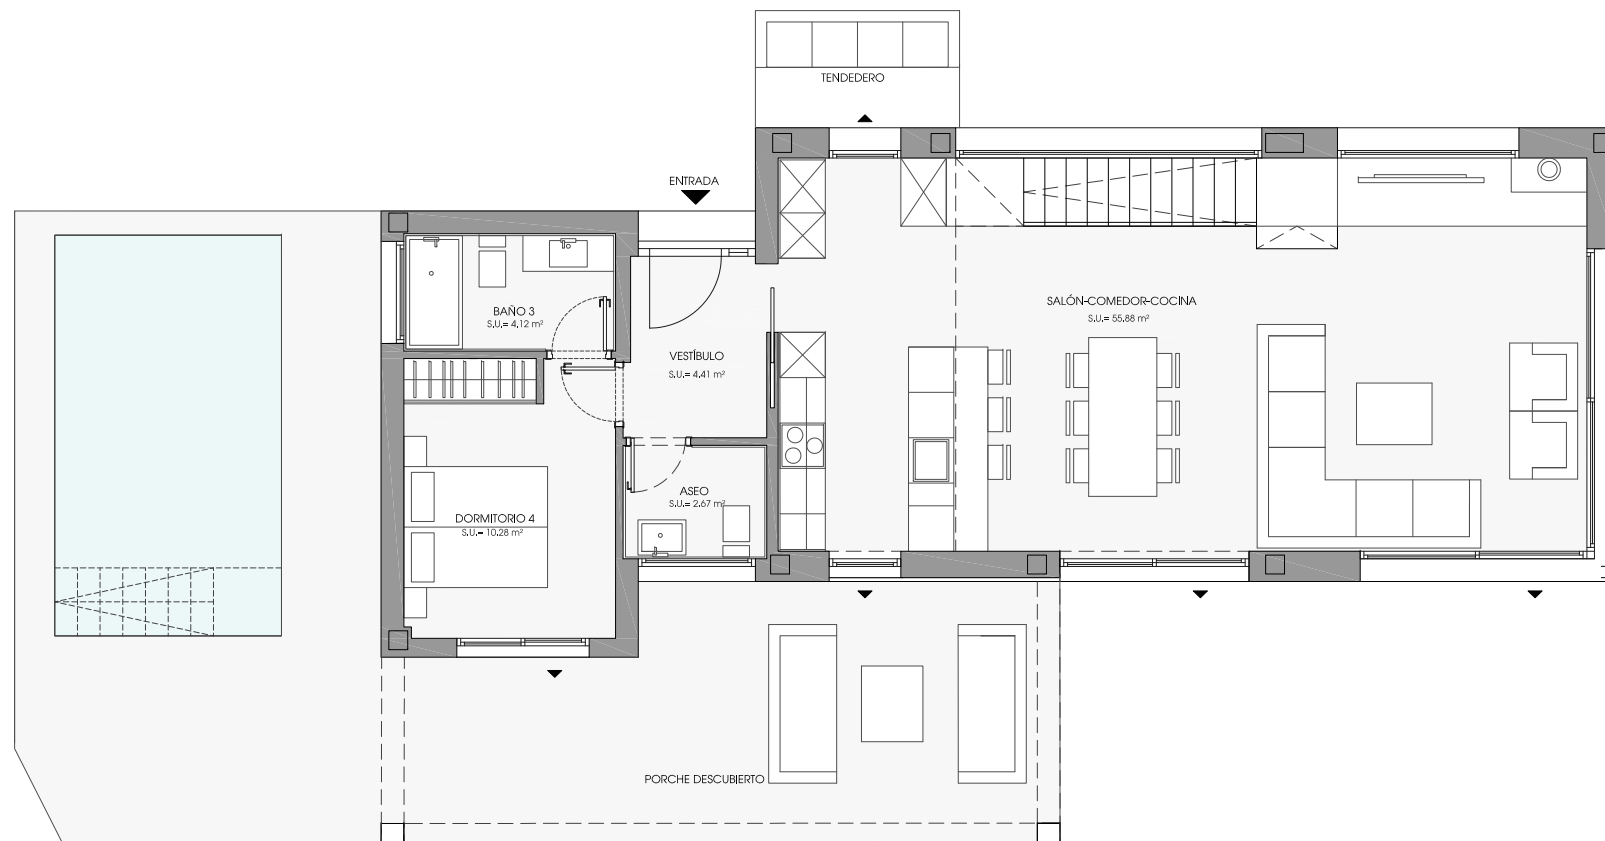 TENDEDERO
ENTRADA
BAÑO 3
S.U.= 4,12 m²
SALÓN-COMEDOR-COCINA
S.U.= 55.88 m²
VESTÍBULO
S.U.= 4.41 m²
ASEO
S.U.= 2.67 m²
DORMITORIO 4
S.U.= 10.28 m²
PORCHE DESCUBIERTO